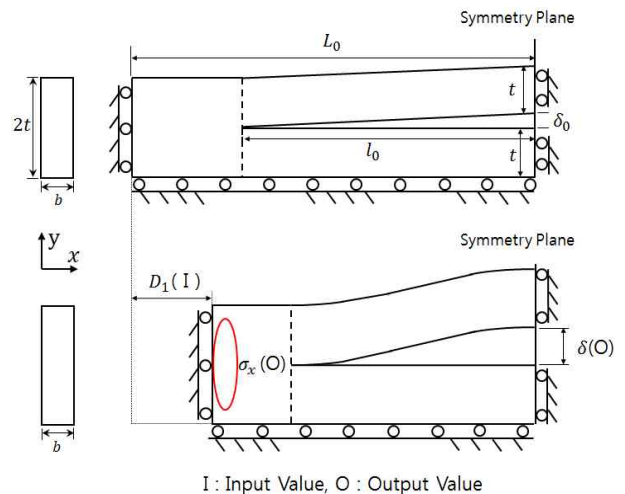 Symmetry Plane
L₀
2t
t
δ₀
l₀
t
b
y
x
Symmetry Plane
D₁(I)
σₓ(O)
δ(O)
b
I : Input Value, O : Output Value